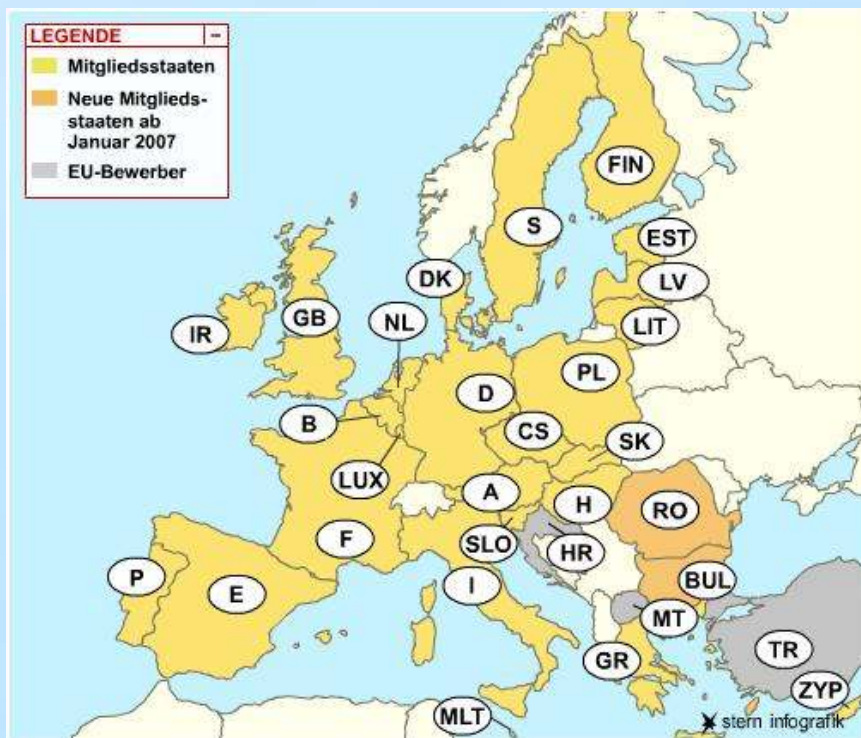 LEGENDE –
Mitgliedsstaaten
Neue Mitglieds-
staaten ab
Januar 2007
EU-Bewerber
FIN
S
EST
DK
LV
NL
GB
LIT
IR
PL
D
B
CS
SK
LUX
A
H
RO
F
SLO
HR
P
E
I
BUL
MT
TR
GR
ZYP
MLT
stern infografik